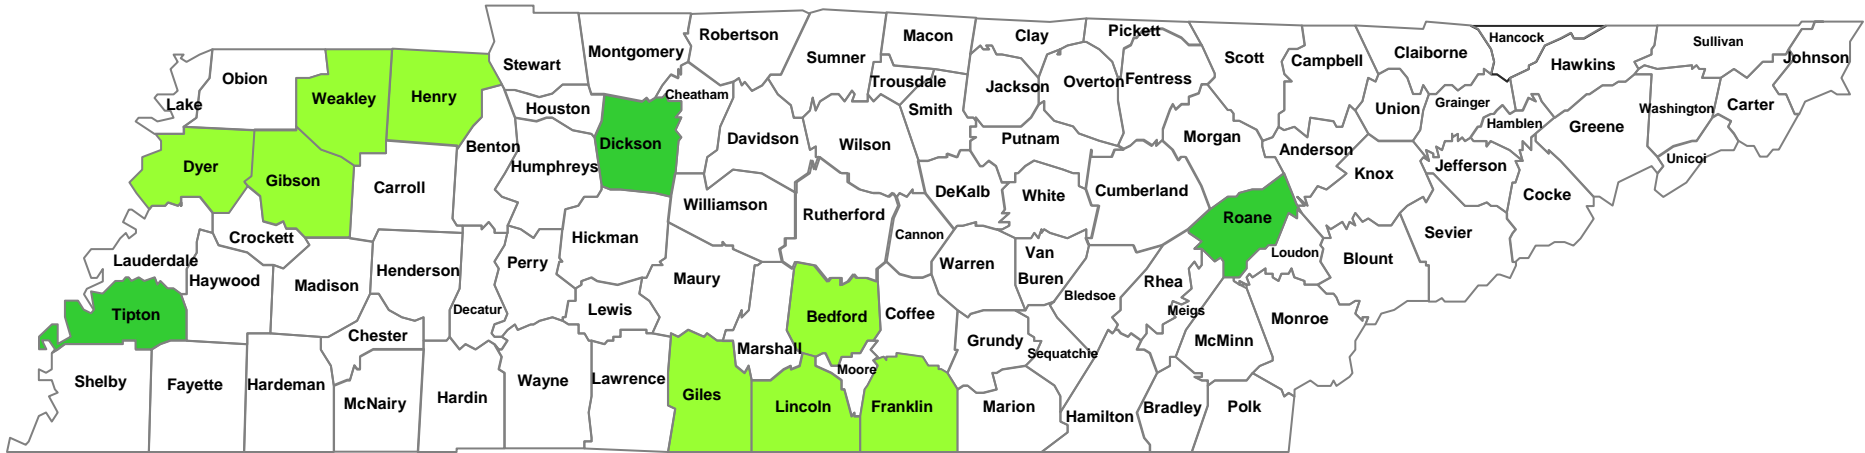 Stewart
Montgomery
Robertson
Sumner
Macon
Clay
Pickett
Scott
Campbell
Claiborne
Hancock
Hawkins
Sullivan
Johnson
Lake
Obion
Weakley
Henry
Houston
Cheatham
Trousdale
Smith
Jackson
Overton
Fentress
Union
Grainger
Hamblen
Greene
Washington
Carter
Unicoi
Dyer
Gibson
Carroll
Benton
Humphreys
Dickson
Davidson
Wilson
Putnam
Morgan
Anderson
Knox
Jefferson
Cocke
Crockett
Williamson
Rutherford
DeKalb
White
Cumberland
Roane
Sevier
Lauderdale
Haywood
Madison
Henderson
Decatur
Perry
Hickman
Lewis
Maury
Cannon
Warren
Van
Buren
Bledsoe
Rhea
Meigs
Loudon
Blount
Tipton
Chester
Marshall
Bedford
Coffee
Grundy
Sequatchie
McMinn
Monroe
Shelby
Fayette
Hardeman
McNairy
Hardin
Wayne
Lawrence
Giles
Lincoln
Moore
Franklin
Marion
Hamilton
Bradley
Polk